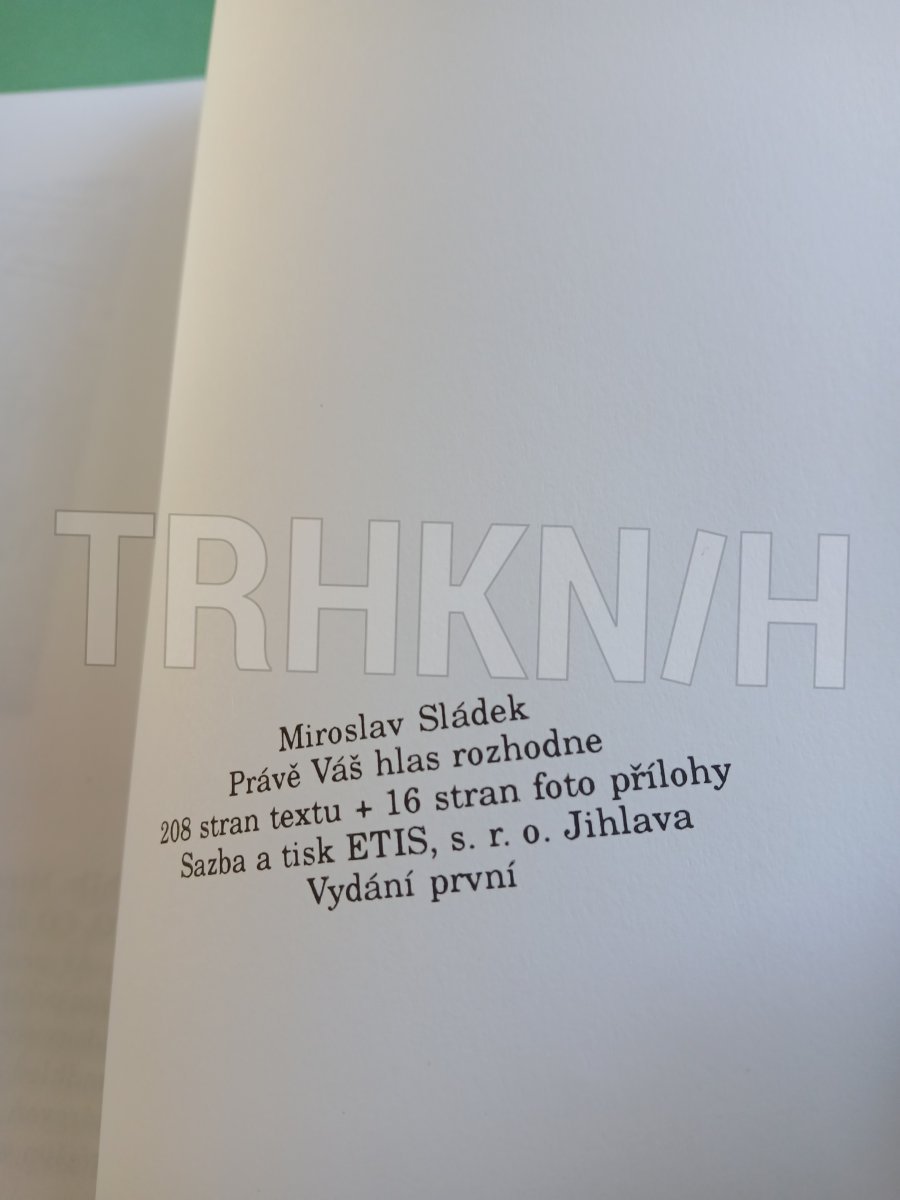 TRHKNIH
Miroslav Sládek
Právě Váš hlas rozhodne
208 stran textu + 16 stran foto přílohy
Sazba a tisk ETIS, s. r. o. Jihlava
Vydání první